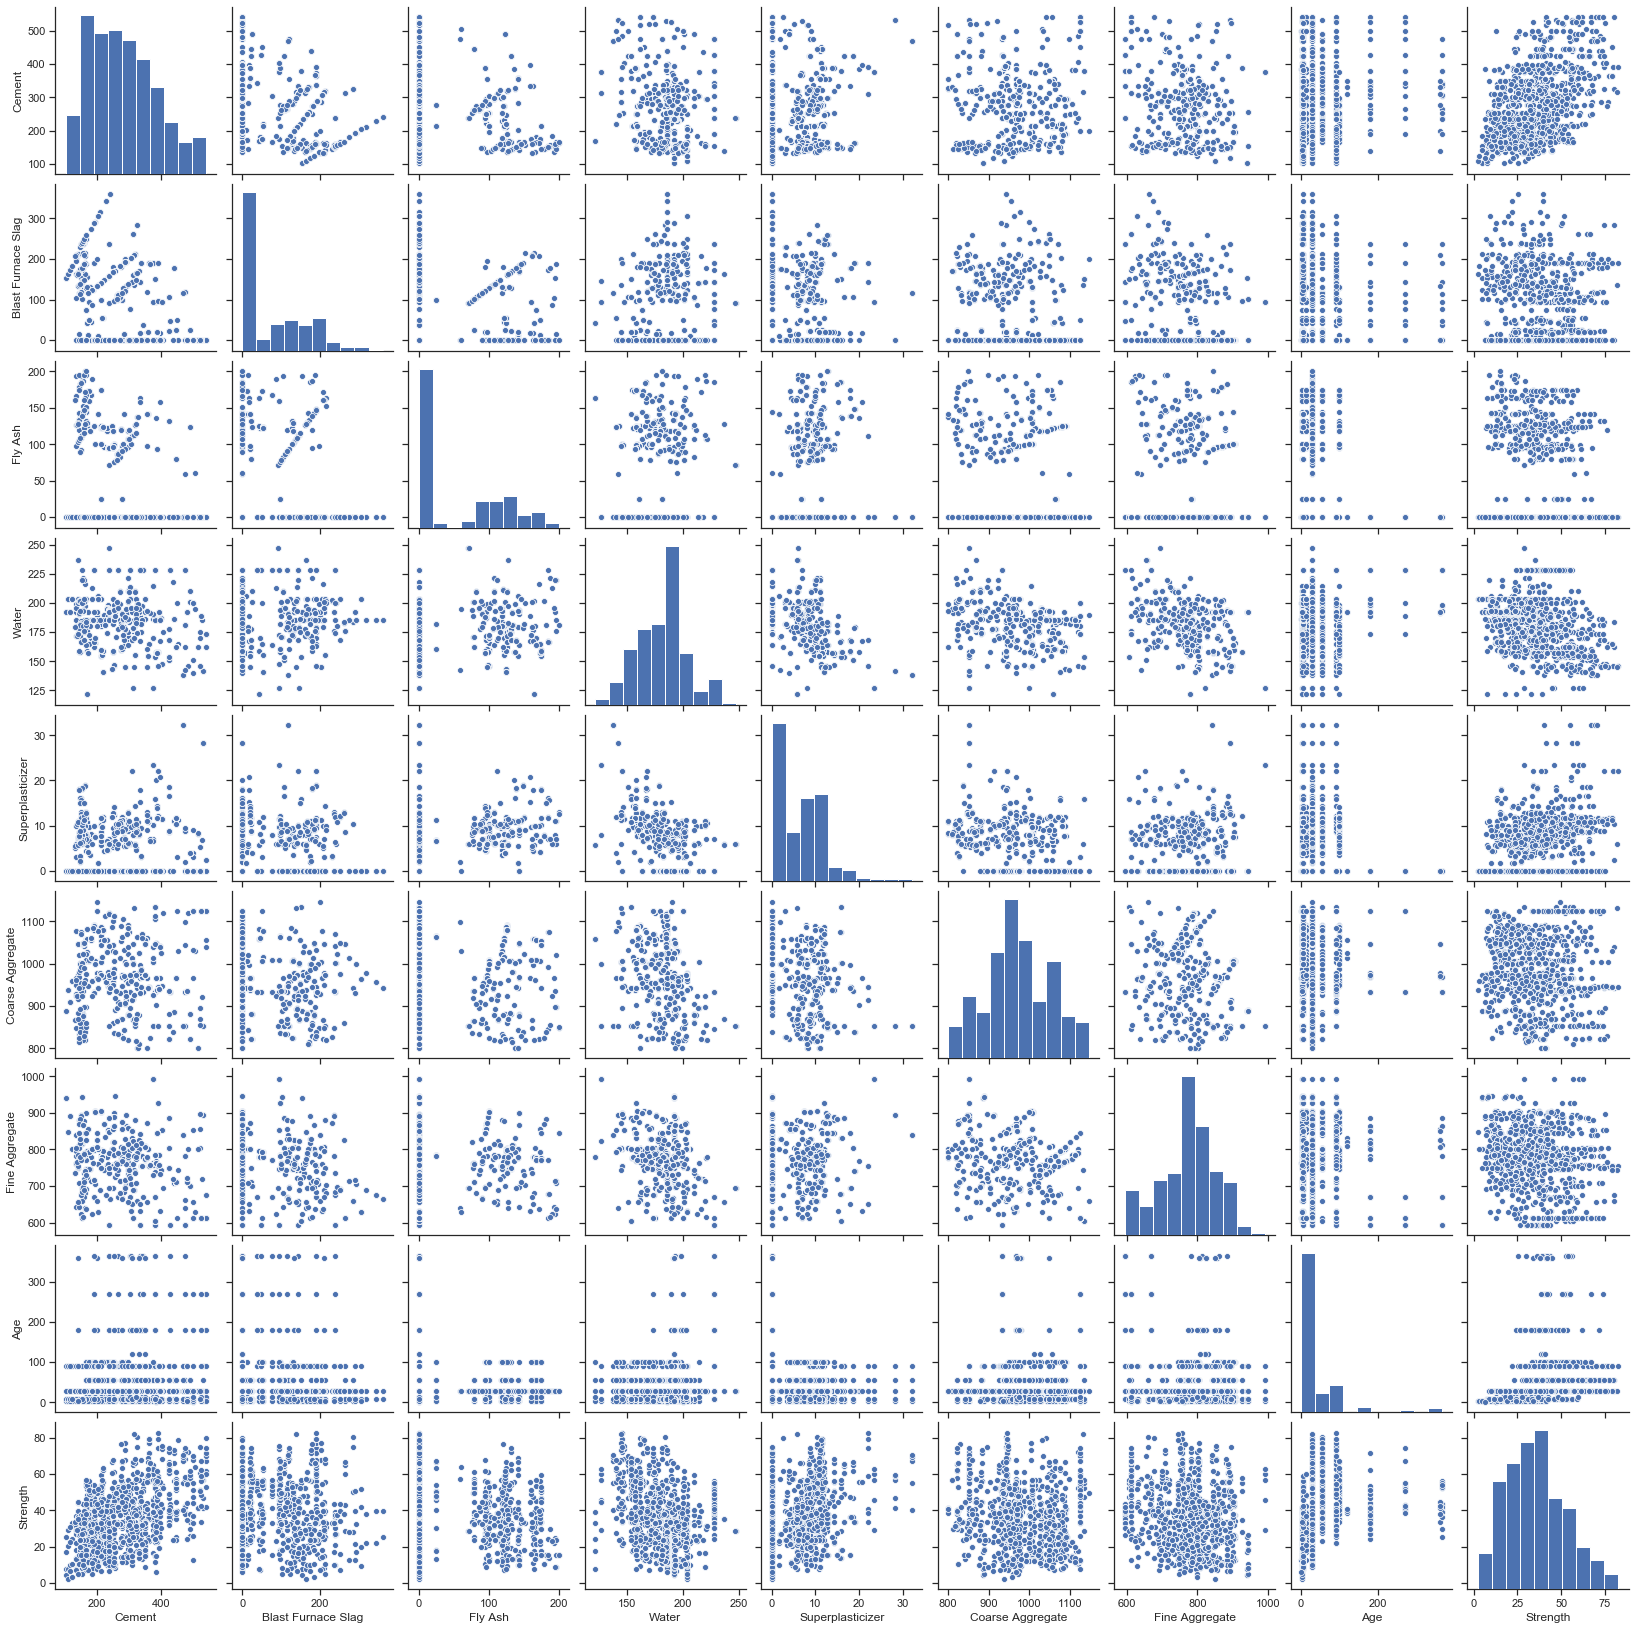 500
400
300
200
100
Cement
300
200
100
0
Blast Furnace Slag
200
150
100
50
0
Fly Ash
250
225
200
175
150
125
Water
30
20
10
0
Superplasticizer
1100
1000
900
800
Coarse Aggregate
1000
900
800
700
600
Fine Aggregate
300
200
100
0
Age
80
60
40
20
0
Strength
200 400
0 200
0 100 200
150 200 250
0 10 20 30
800 900 1000 1100
600 800 1000
0 200
0 25 50 75
Cement
Blast Furnace Slag
Fly Ash
Water
Superplasticizer
Coarse Aggregate
Fine Aggregate
Age
Strength